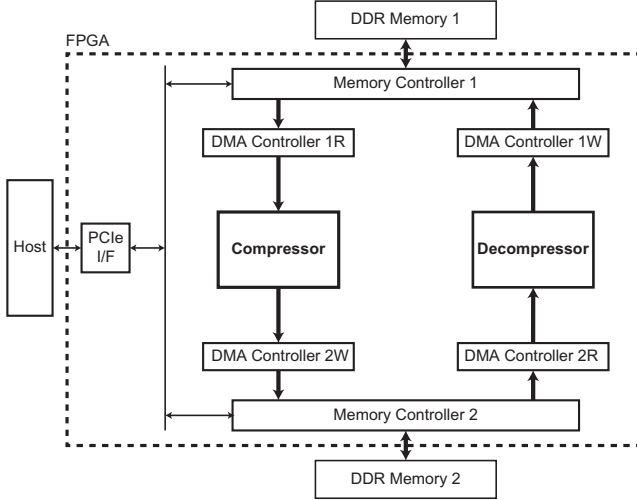 DDR Memory 1
FPGA
Memory Controller 1
DMA Controller 1R
DMA Controller 1W
Host
PCIe
I/F
Compressor
Decompressor
DMA Controller 2W
DMA Controller 2R
Memory Controller 2
DDR Memory 2